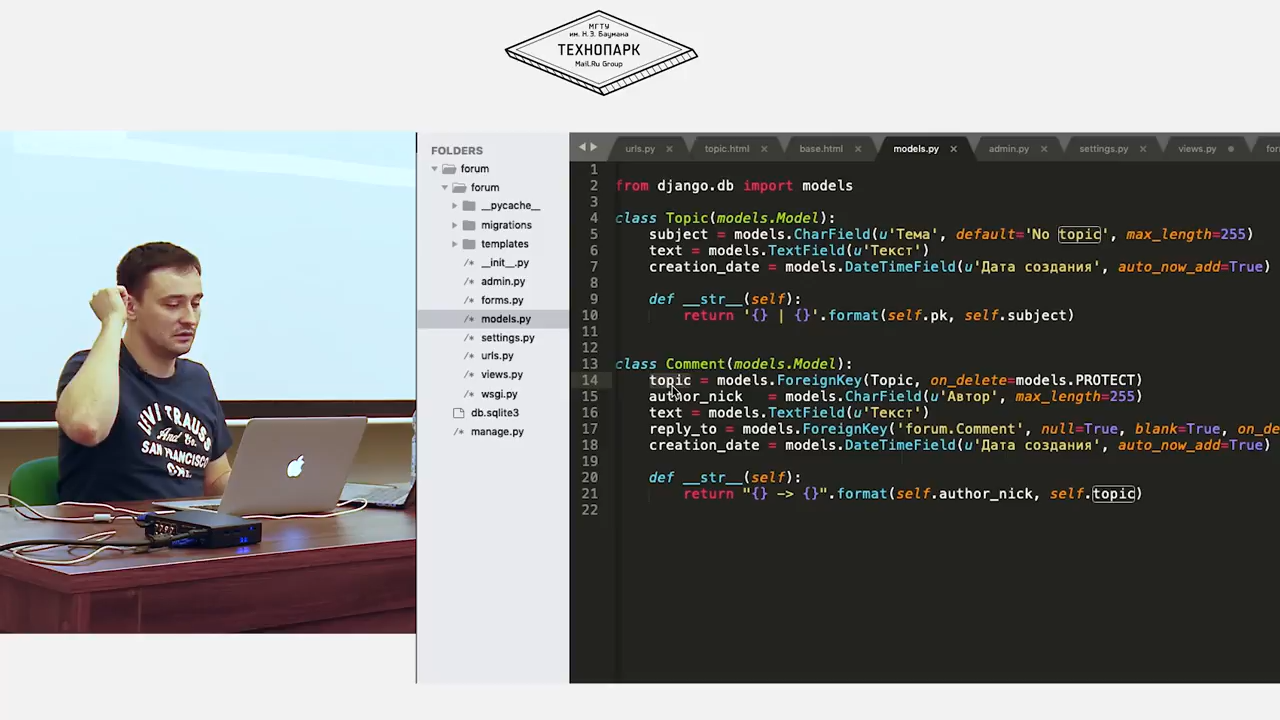 МГТУ
им. Н.Э. Баумана
ТЕХНОПАРК
Mail.Ru Group
FOLDERS
forum
forum
__pycache__
migrations
templates
/* __init__.py
/* admin.py
/* forms.py
/* models.py
/* settings.py
/* urls.py
/* views.py
/* wsgi.py
db.sqlite3
/* manage.py
urls.py × topic.html × base.html × models.py × admin.py × settings.py × views.py
1
2 from django.db import models
3
4 class Topic(models.Model):
5 subject = models.CharField(u'Тема', default='No topic', max_length=255)
6 text = models.TextField(u'Текст')
7 creation_date = models.DateTimeField(u'Дата создания', auto_now_add=True)
8
9 def __str__(self):
10 return '{} | {}'.format(self.pk, self.subject)
11
12
13 class Comment(models.Model):
14 topic = models.ForeignKey(Topic, on_delete=models.PROTECT)
15 author_nick = models.CharField(u'Автор', max_length=255)
16 text = models.TextField(u'Текст')
17 reply_to = models.ForeignKey('forum.Comment', null=True, blank=True, on_de
18 creation_date = models.DateTimeField(u'Дата создания', auto_now_add=True)
19
20 def __str__(self):
21 return "{} -> {}".format(self.author_nick, self.topic)
22
HVI TRAUSS
And Co.
SAN FRANCISCO